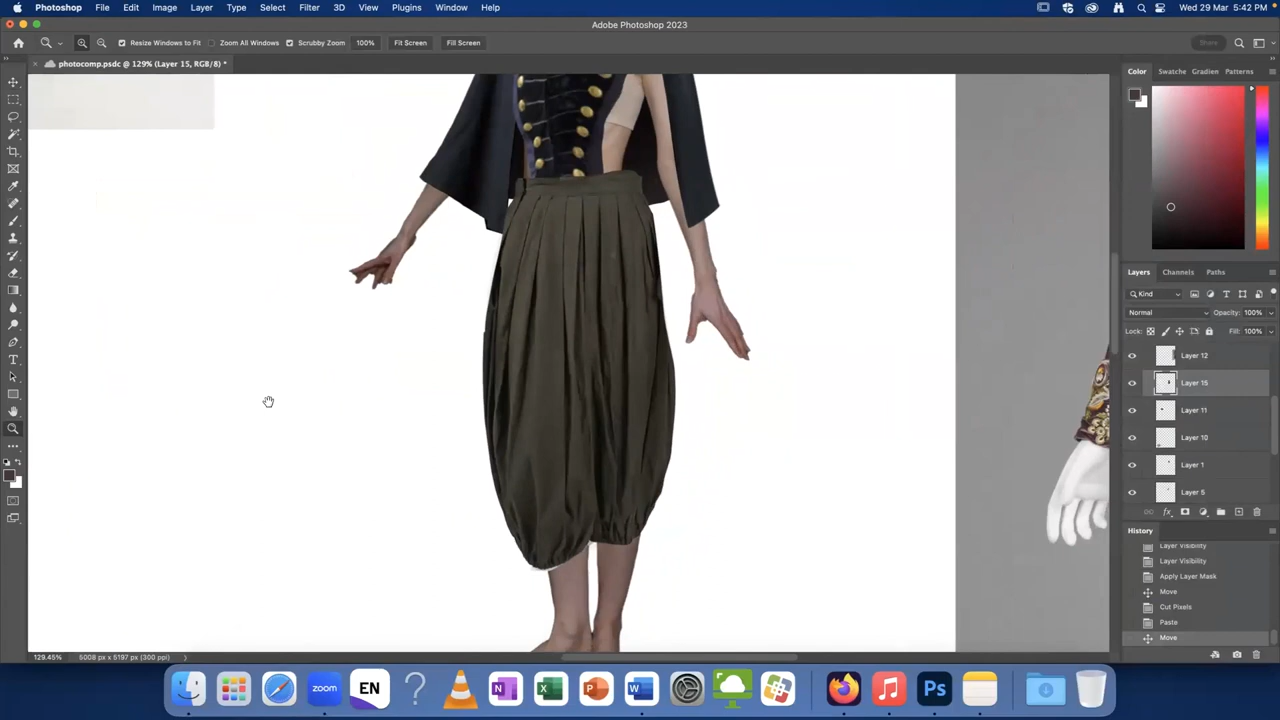 Photoshop File Edit Image Layer Type Select Filter 3D View Plugins Window Help Wed 29 Mar 5:42 PM
Adobe Photoshop 2023
Resize Windows to Fit Zoom All Windows Scrubby Zoom 100% Fit Screen Fill Screen Share
photocomp.psdc @ 129% (Layer 15, RGB/8) *
Color Swatche Gradien Patterns
Layers Channels Paths
Kind
Normal Opacity: 100%
Lock: Fill: 100%
Layer 12
Layer 15
Layer 11
Layer 10
Layer 1
Layer 5
fx
History
Layer Visibility
Layer Visibility
Apply Layer Mask
Move
Cut Pixels
Paste
Move
129.45% 5008 px x 5197 px (300 ppi)
zoom EN ? N X P W Ps